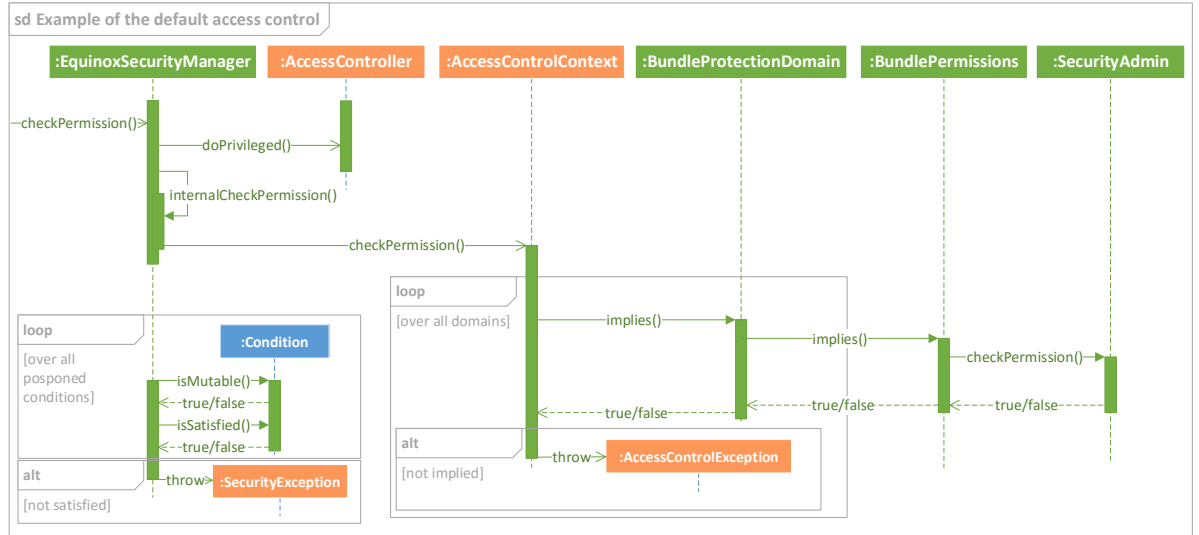 sd Example of the default access control
:EquinoxSecurityManager
:AccessController
:AccessControlContext
:BundleProtectionDomain
:BundlePermissions
:SecurityAdmin
checkPermission()
doPrivileged()
internalCheckPermission()
checkPermission()
loop
[over all domains]
implies()
implies()
checkPermission()
true/false
true/false
true/false
alt
[not implied]
throw
:AccessControlException
loop
[over all
posponed
conditions]
:Condition
isMutable()
true/false
isSatisfied()
true/false
alt
[not satisfied]
throw
:SecurityException